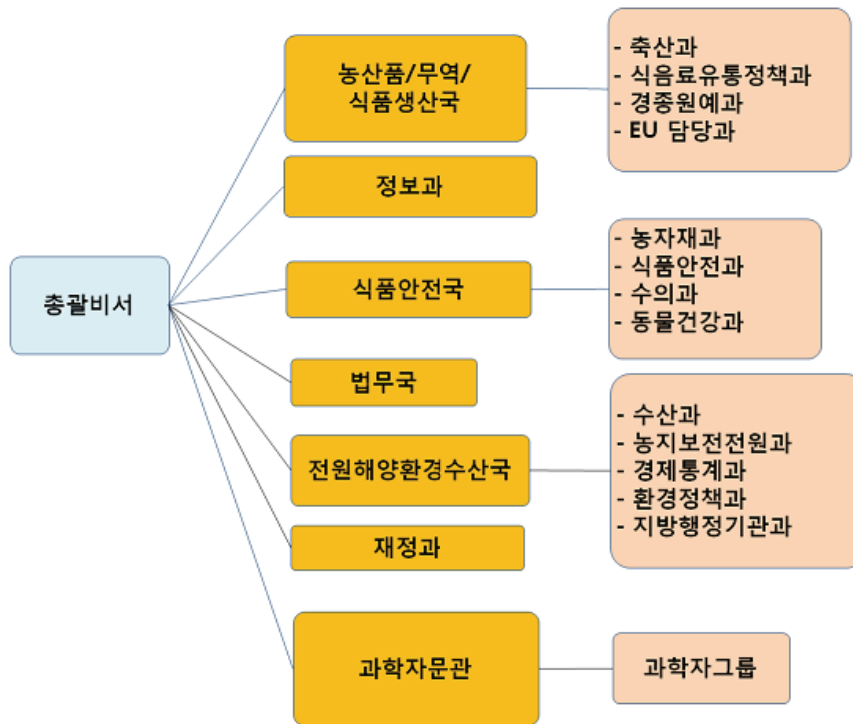 총괄비서
농산품/무역/
식품생산국
- 축산과
- 식음료유통정책과
- 경종원예과
- EU 담당과
정보과
식품안전국
- 농자재과
- 식품안전과
- 수의과
- 동물건강과
법무국
전원해양환경수산국
- 수산과
- 농지보전전원과
- 경제통계과
- 환경정책과
- 지방행정기관과
재정과
과학자문관
과학자그룹